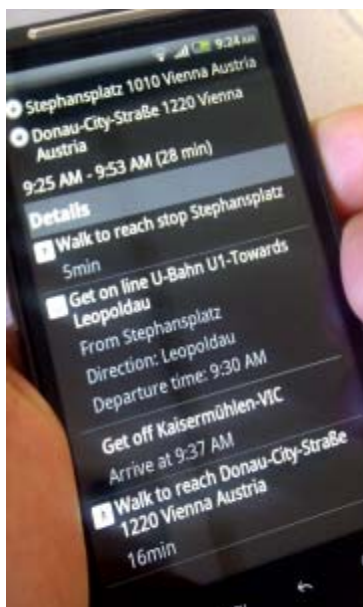 9:24 AM
Stephansplatz 1010 Vienna Austria
Donau-City-Straße 1220 Vienna
Austria
9:25 AM - 9:53 AM (28 min)
Details
Walk to reach stop Stephansplatz
5min
Get on line U-Bahn U1-Towards
Leopoldau
From Stephansplatz
Direction: Leopoldau
Departure time: 9:30 AM
Get off Kaisermühlen-VIC
Arrive at 9:37 AM
Walk to reach Donau-City-Straße
1220 Vienna Austria
16min